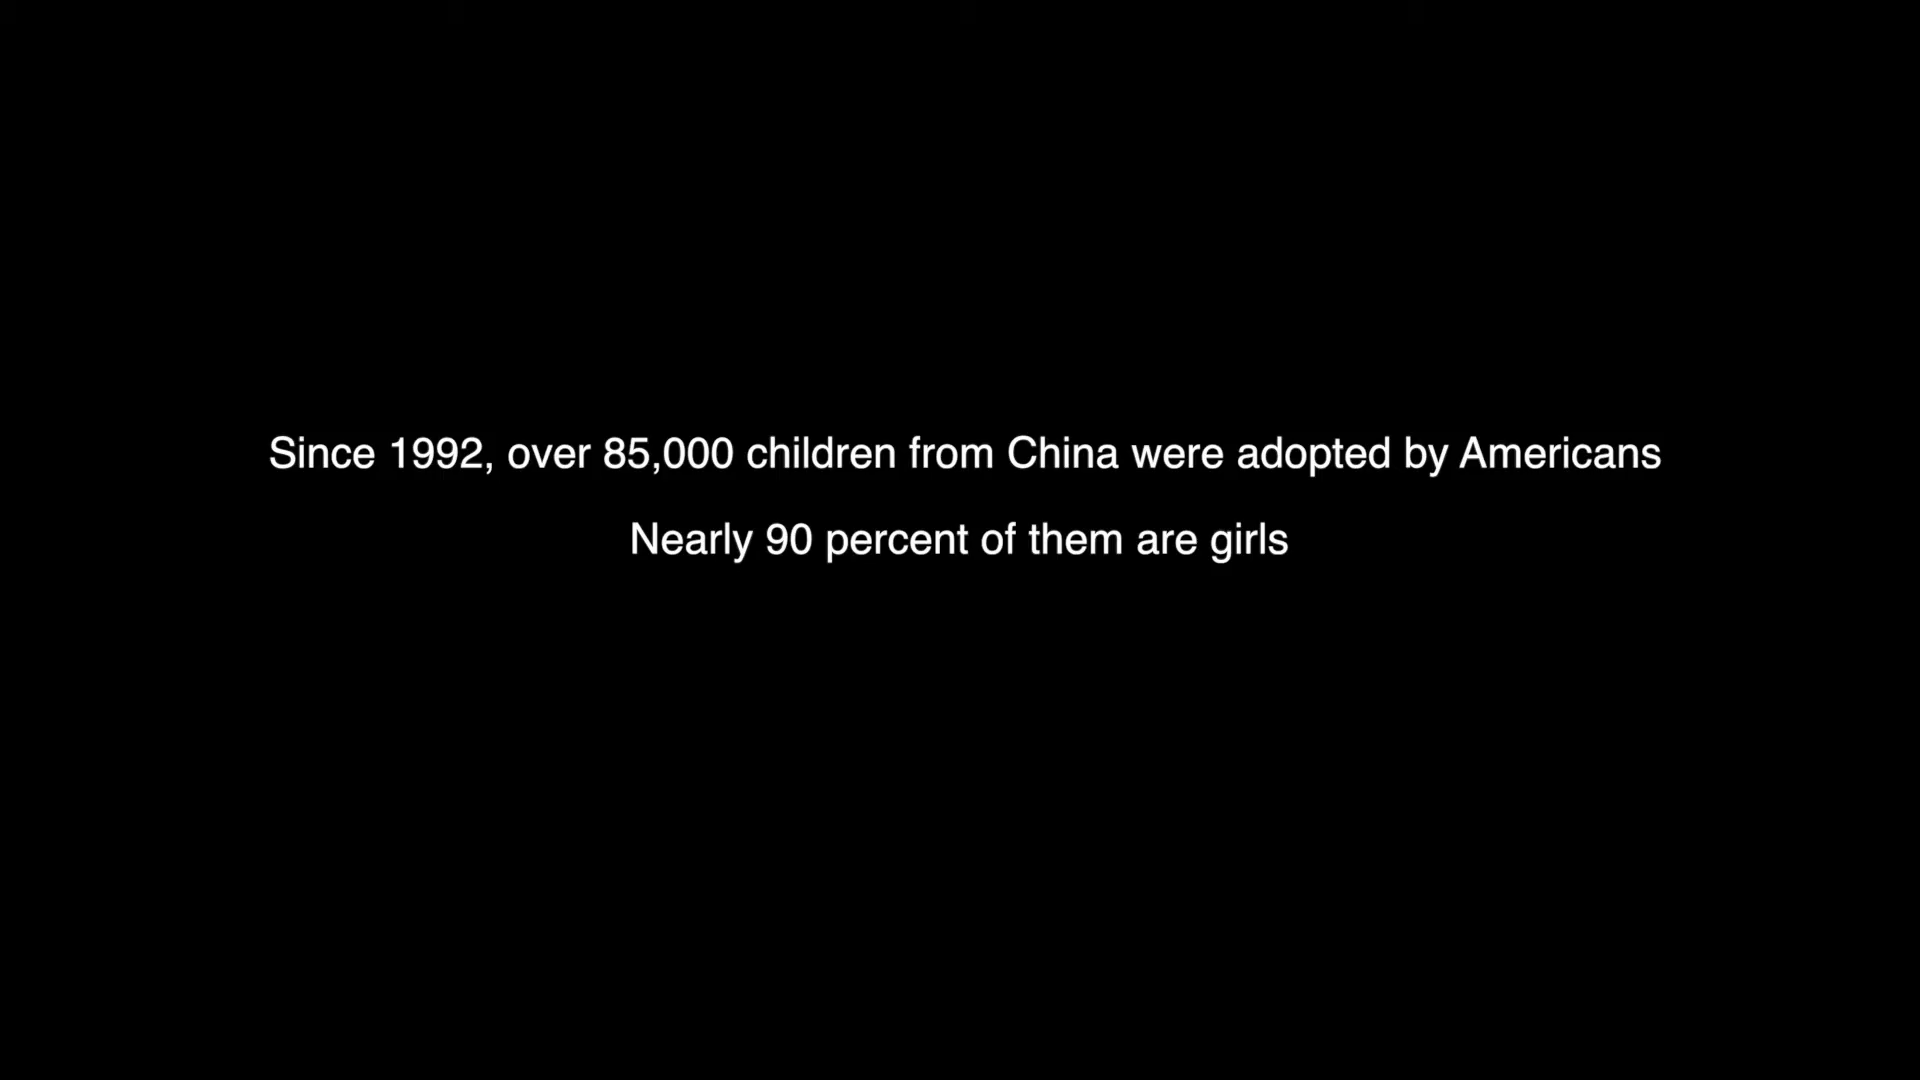 Since 1992, over 85,000 children from China were adopted by Americans
Nearly 90 percent of them are girls